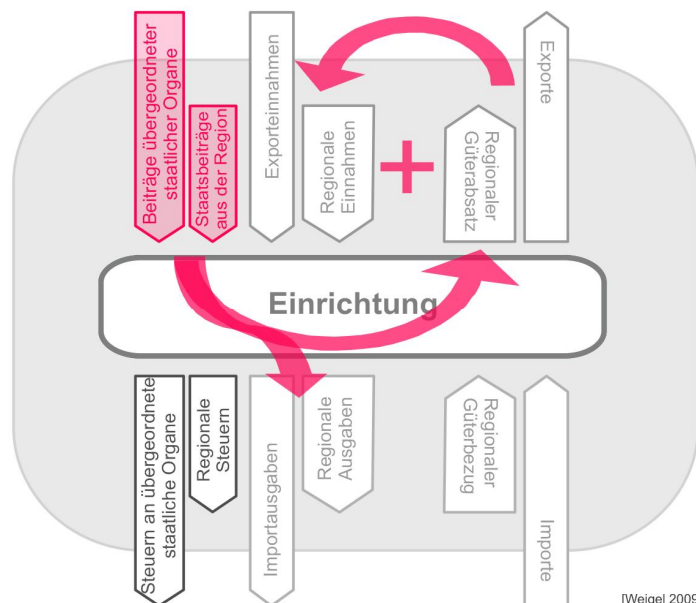 Beiträge übergeordneter
staatlicher Organe
Staatsbeiträge
aus der Region
Exporteinnahmen
Regionale
Einnahmen
+
Regionaler
Güterabsatz
Exporte
Einrichtung
Steuern an übergeordnete
staatliche Organe
Regionale
Steuern
Importausgaben
Regionale
Ausgaben
Regionaler
Güterbezug
Importe
[Weigel 2009